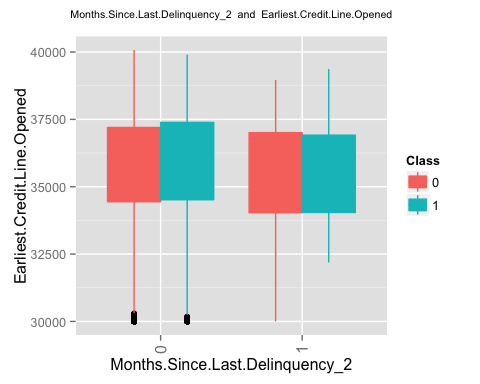 Months.Since.Last.Delinquency_2 and Earliest.Credit.Line.Opened
40000
37500
35000
32500
30000
Earliest.Credit.Line.Opened
0
1
Months.Since.Last.Delinquency_2
Class
0
1